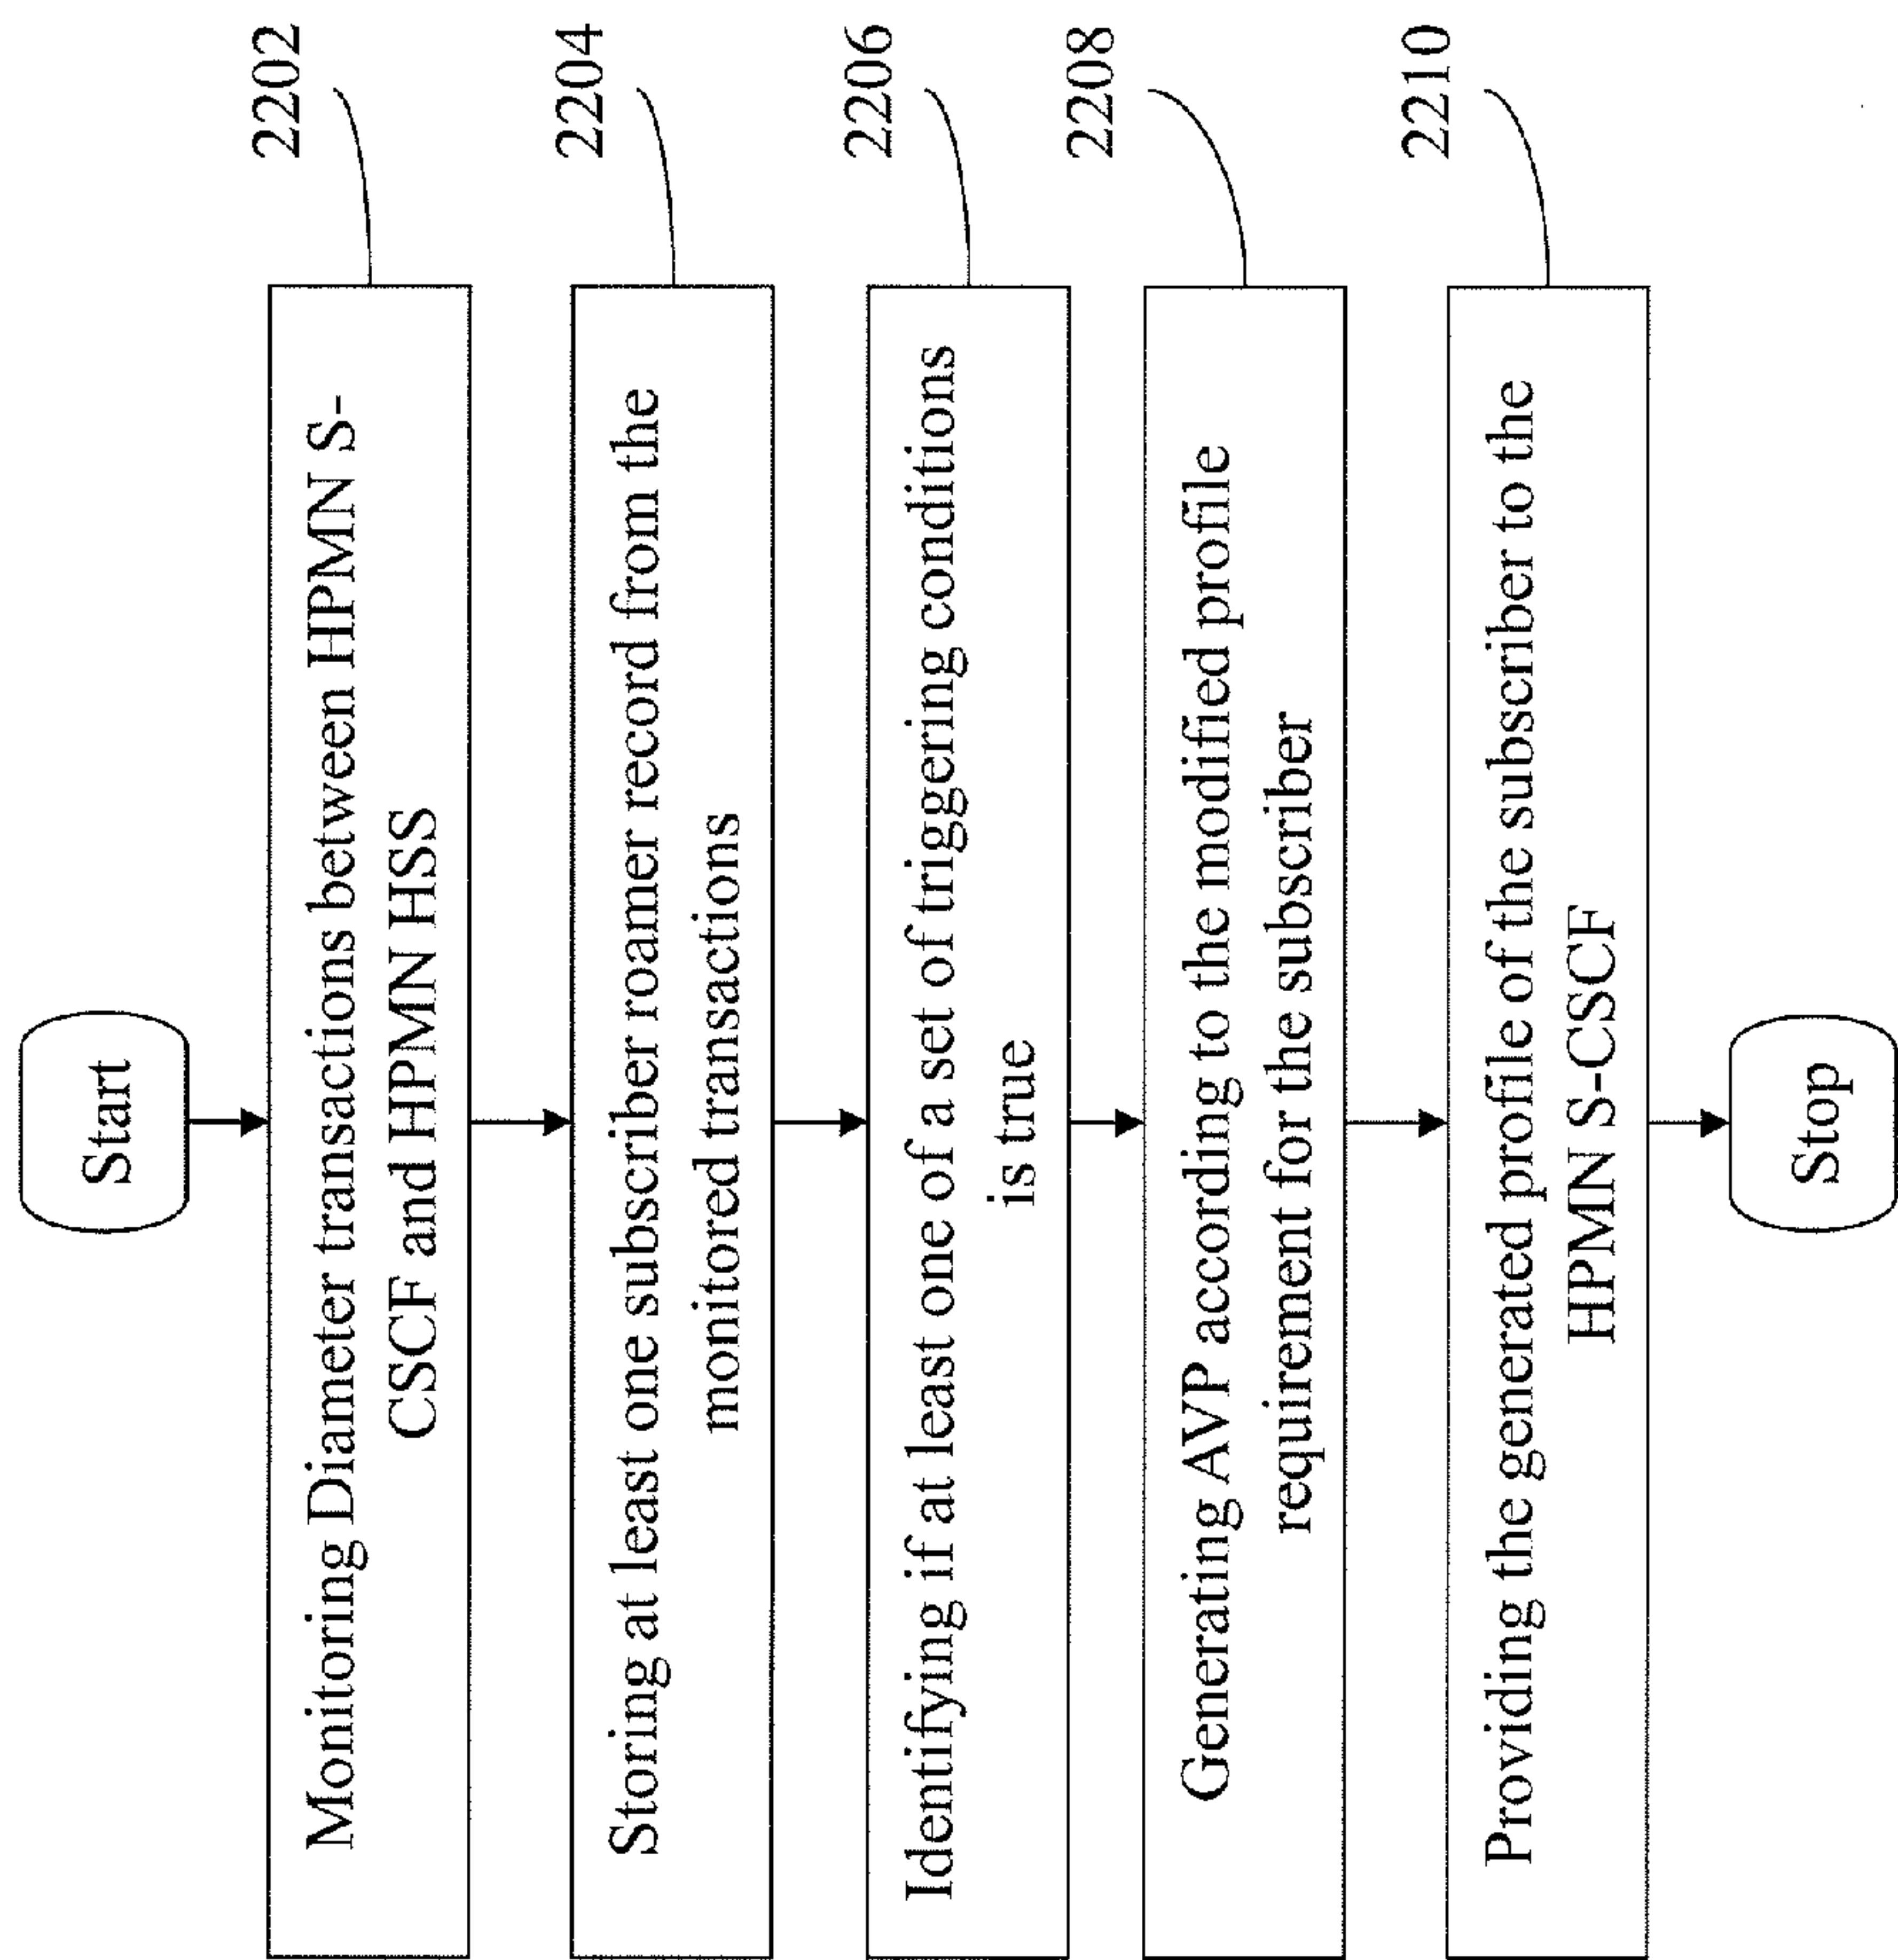 Start
Monitoring Diameter transactions between HPMN S-
CSCF and HPMN HSS
2202
Storing at least one subscriber roamer record from the
monitored transactions
2204
Identifying if at least one of a set of triggering conditions
is true
2206
Generating AVP according to the modified profile
requirement for the subscriber
2208
Providing the generated profile of the subscriber to the
HPMN S-CSCF
2210
Stop